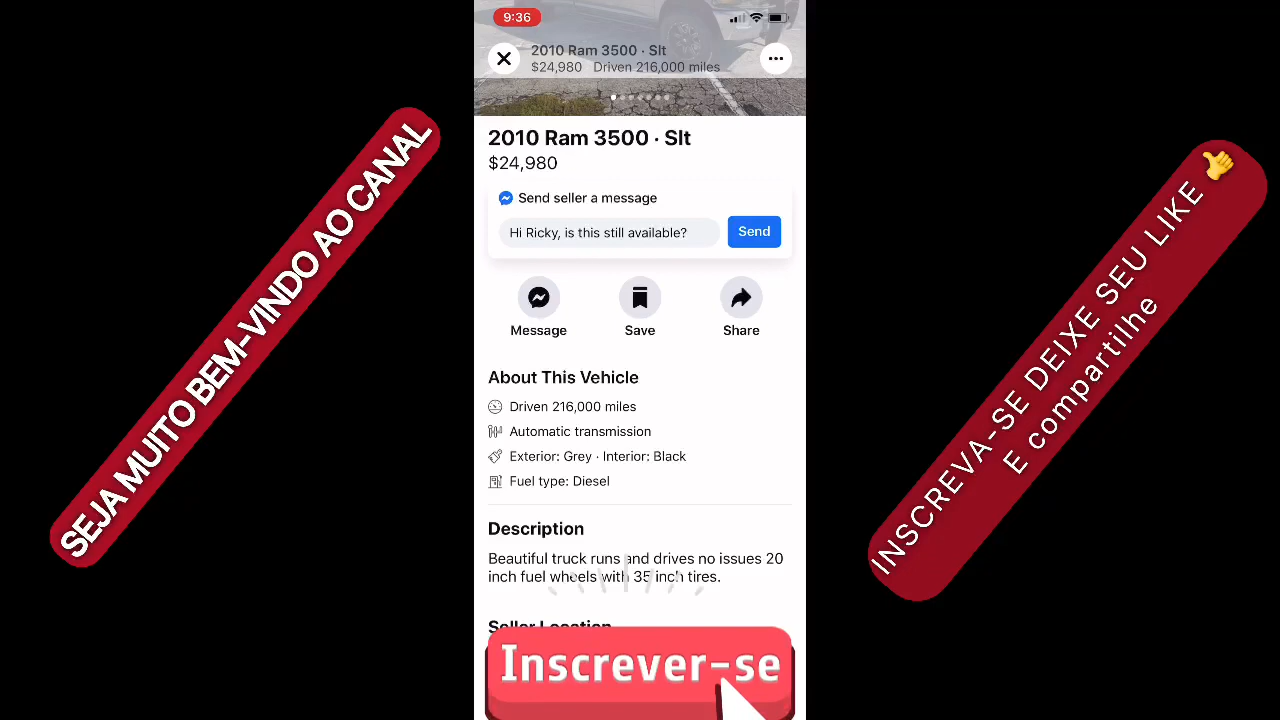 9:36
2010 Ram 3500 · Slt
$24,980 Driven 216,000 miles
2010 Ram 3500 · Slt
$24,980
Send seller a message
Hi Ricky, is this still available?
Send
Message
Save
Share
About This Vehicle
Driven 216,000 miles
Automatic transmission
Exterior: Grey · Interior: Black
Fuel type: Diesel
Description
Beautiful truck runs and drives no issues 20
inch fuel wheels with 35 inch tires.
Seller Location
Inscrever-se
SEJA MUITO BEM-VINDO AO CANAL
INSCREVA-SE DEIXE SEU LIKE 👍
E compartilhe